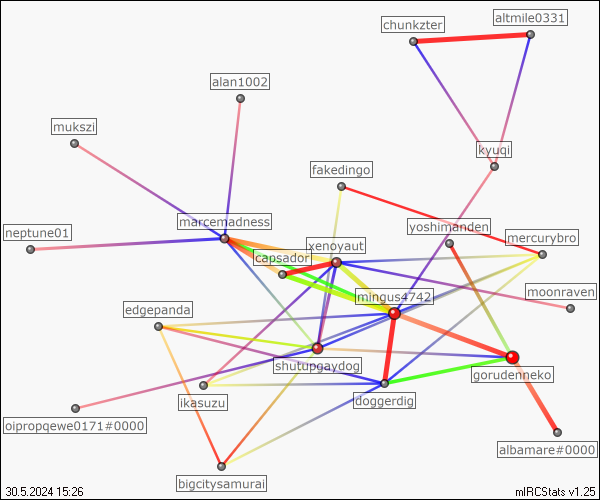 chunkzter
altmile0331
alan1002
mukszi
kyuqi
fakedingo
marcemadness
yoshimanden
neptune01
xenoyaut
mercurybro
capsador
mingus4742
moonraven
edgepanda
shutupgaydog
gorudenneko
ikasuzu
doggerdig
oipropqewe0171#0000
albamare#0000
bigcitysamurai
30.5.2024 15:26
mIRCStats v1.25